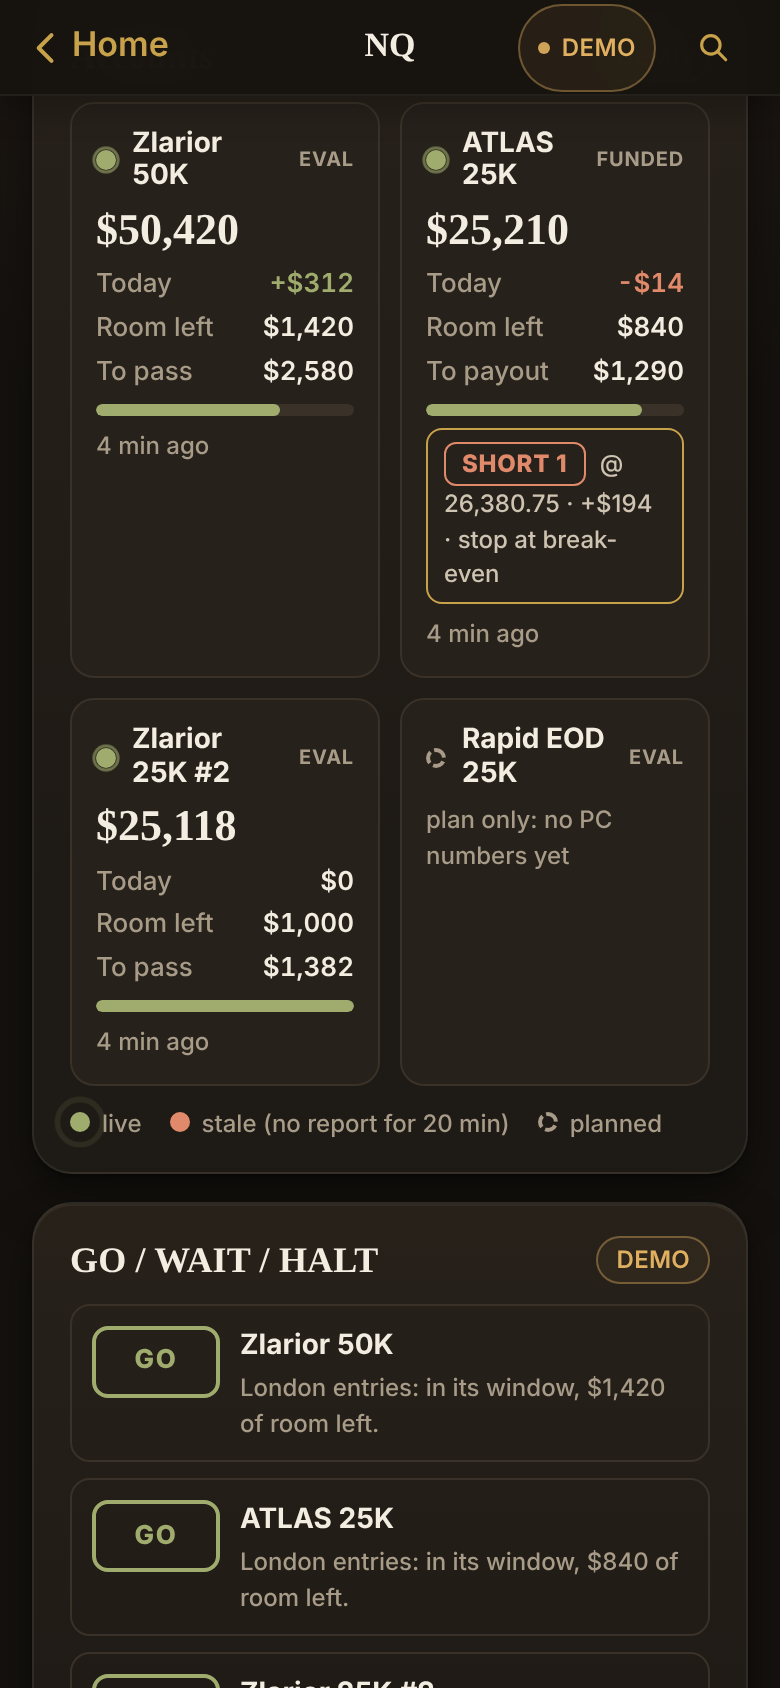 Home
NQ
DEMO
Zlarior
50K
EVAL
$50,420
Today +$312
Room left $1,420
To pass $2,580
4 min ago
ATLAS
25K
FUNDED
$25,210
Today -$14
Room left $840
To payout $1,290
SHORT 1 @
26,380.75 · +$194
· stop at break-
even
4 min ago
Zlarior
25K #2
EVAL
$25,118
Today $0
Room left $1,000
To pass $1,382
4 min ago
Rapid EOD
25K
EVAL
plan only: no PC
numbers yet
live stale (no report for 20 min) planned
GO / WAIT / HALT
DEMO
GO
Zlarior 50K
London entries: in its window, $1,420
of room left.
GO
ATLAS 25K
London entries: in its window, $840 of
room left.
Zlarior 25K #2